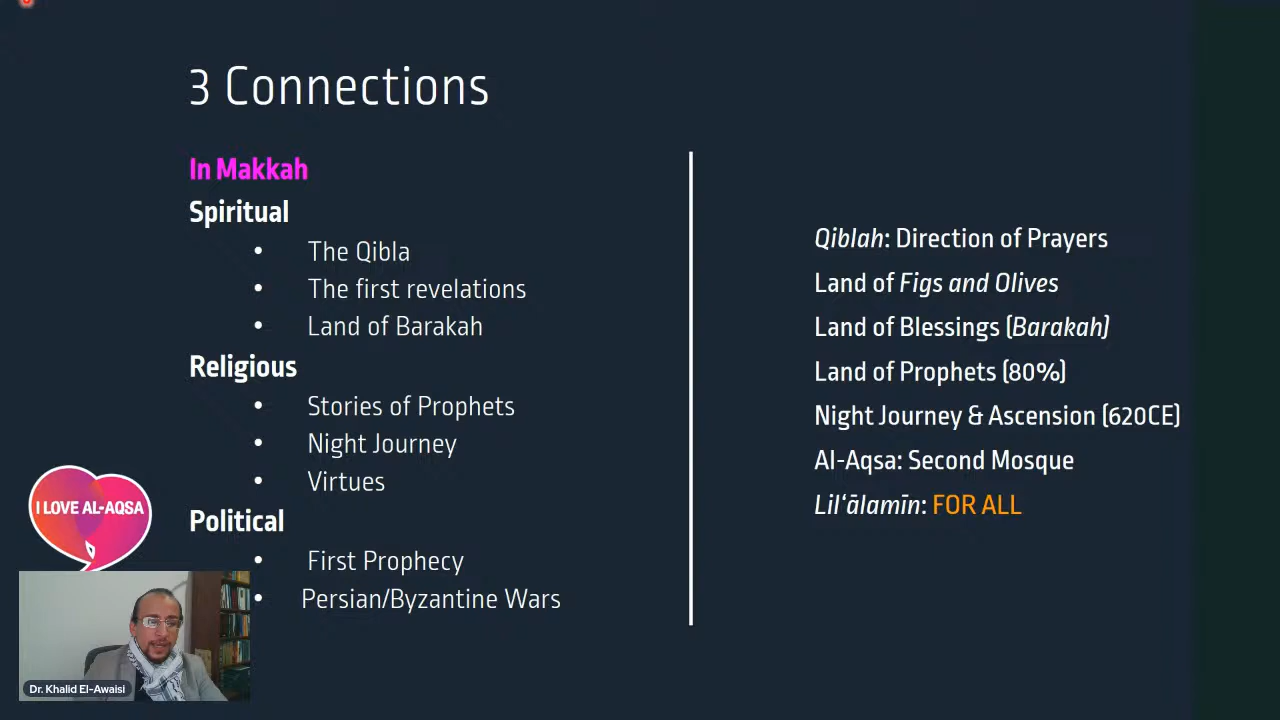 3 Connections
In Makkah
Spiritual
• The Qibla
• The first revelations
• Land of Barakah
Religious
• Stories of Prophets
• Night Journey
• Virtues
Political
• First Prophecy
• Persian/Byzantine Wars
Qiblah: Direction of Prayers
Land of Figs and Olives
Land of Blessings (Barakah)
Land of Prophets (80%)
Night Journey & Ascension (620CE)
Al-Aqsa: Second Mosque
Lil‘ālamīn: FOR ALL
I LOVE AL-AQSA
Dr. Khalid El-Awaisi